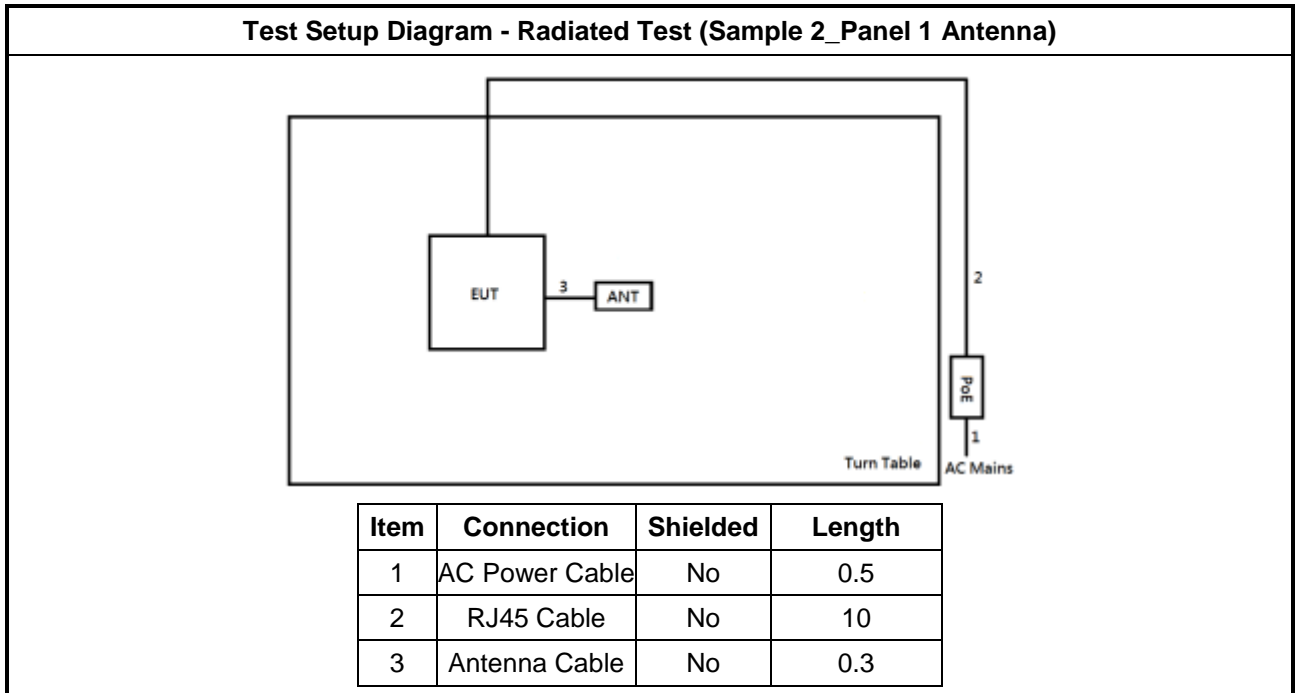 Test Setup Diagram - Radiated Test (Sample 2_Panel 1 Antenna)
EUT
3
ANT
2
PoE
1
Turn Table
AC Mains
Item Connection Shielded Length
1 AC Power Cable No 0.5
2 RJ45 Cable No 10
3 Antenna Cable No 0.3